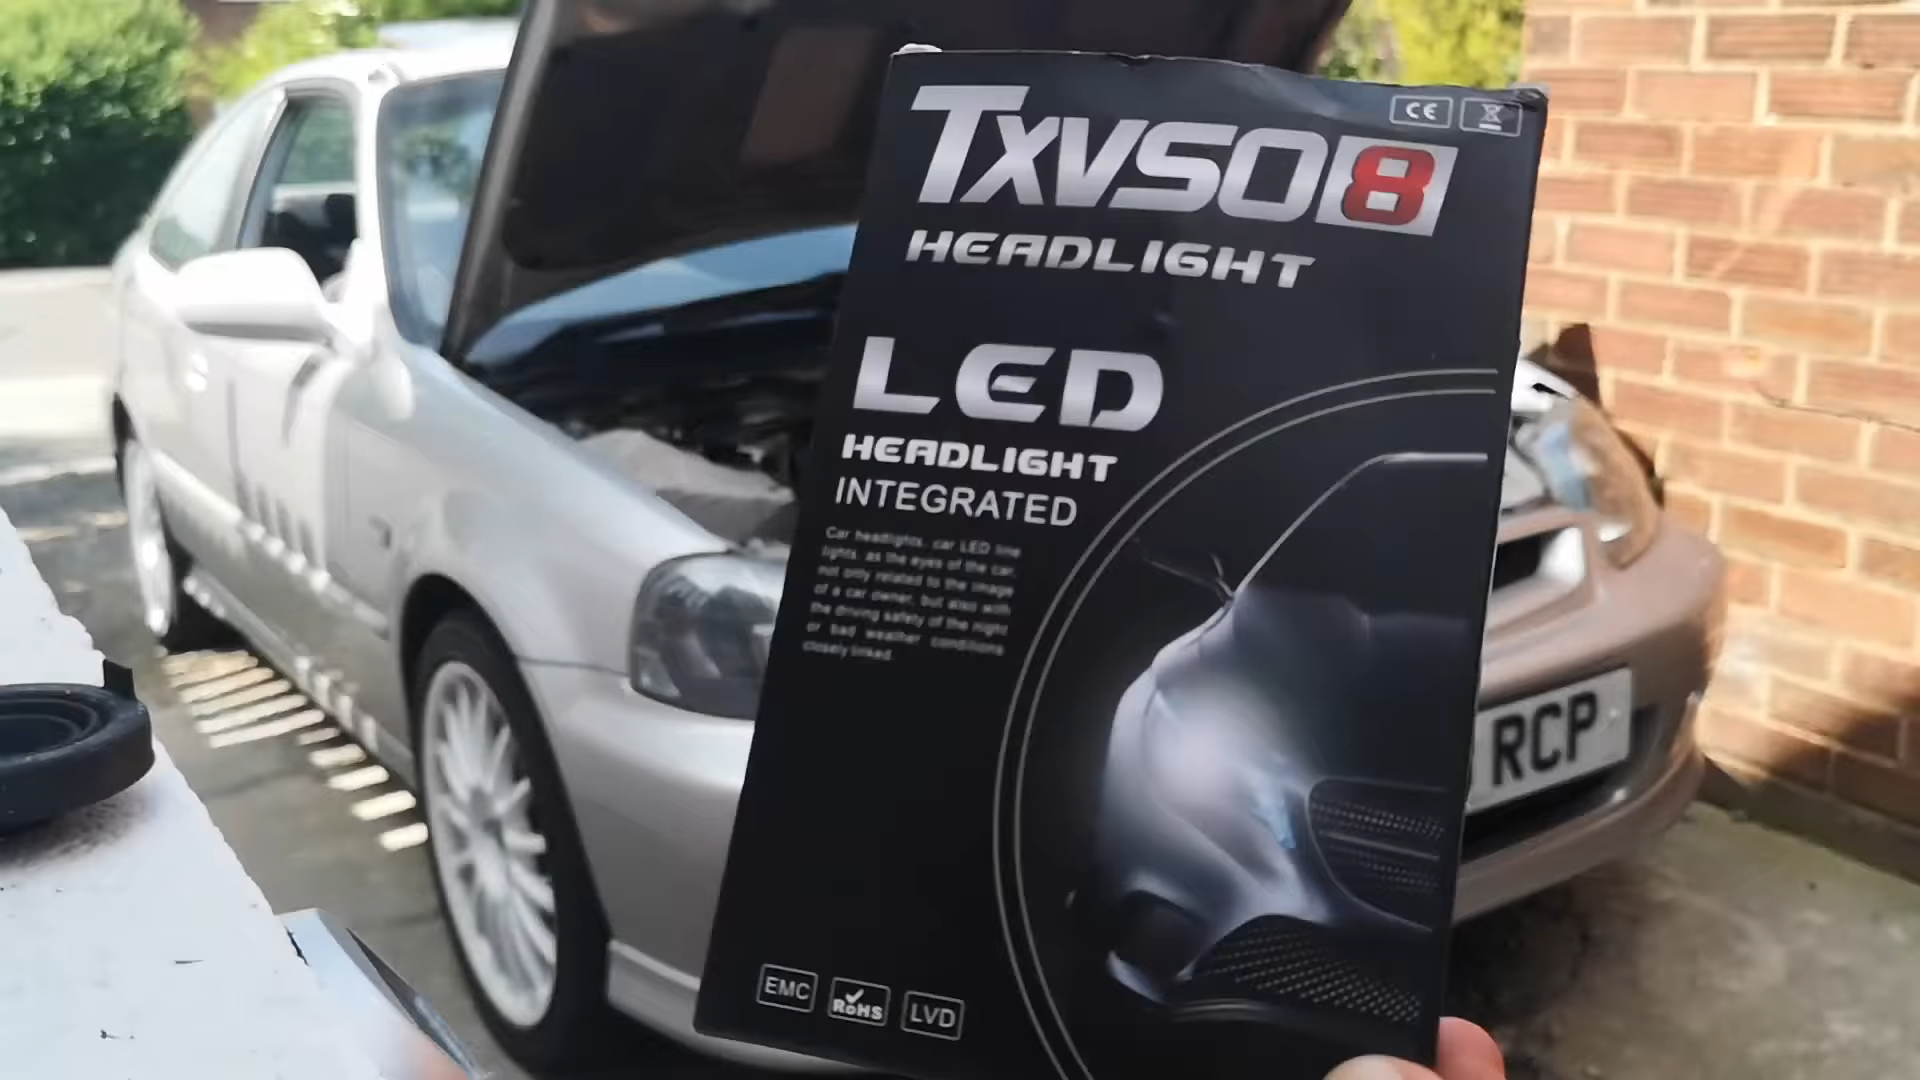 CE
TXVSO8
HEADLIGHT
LED
HEADLIGHT
INTEGRATED
Car headlights, car LED line
lights, as the eyes of the car,
not only related to the image
of a car owner, but also with
the driving safety of the night
or bad weather conditions
closely linked.
RCP
EMC
RoHS
LVD